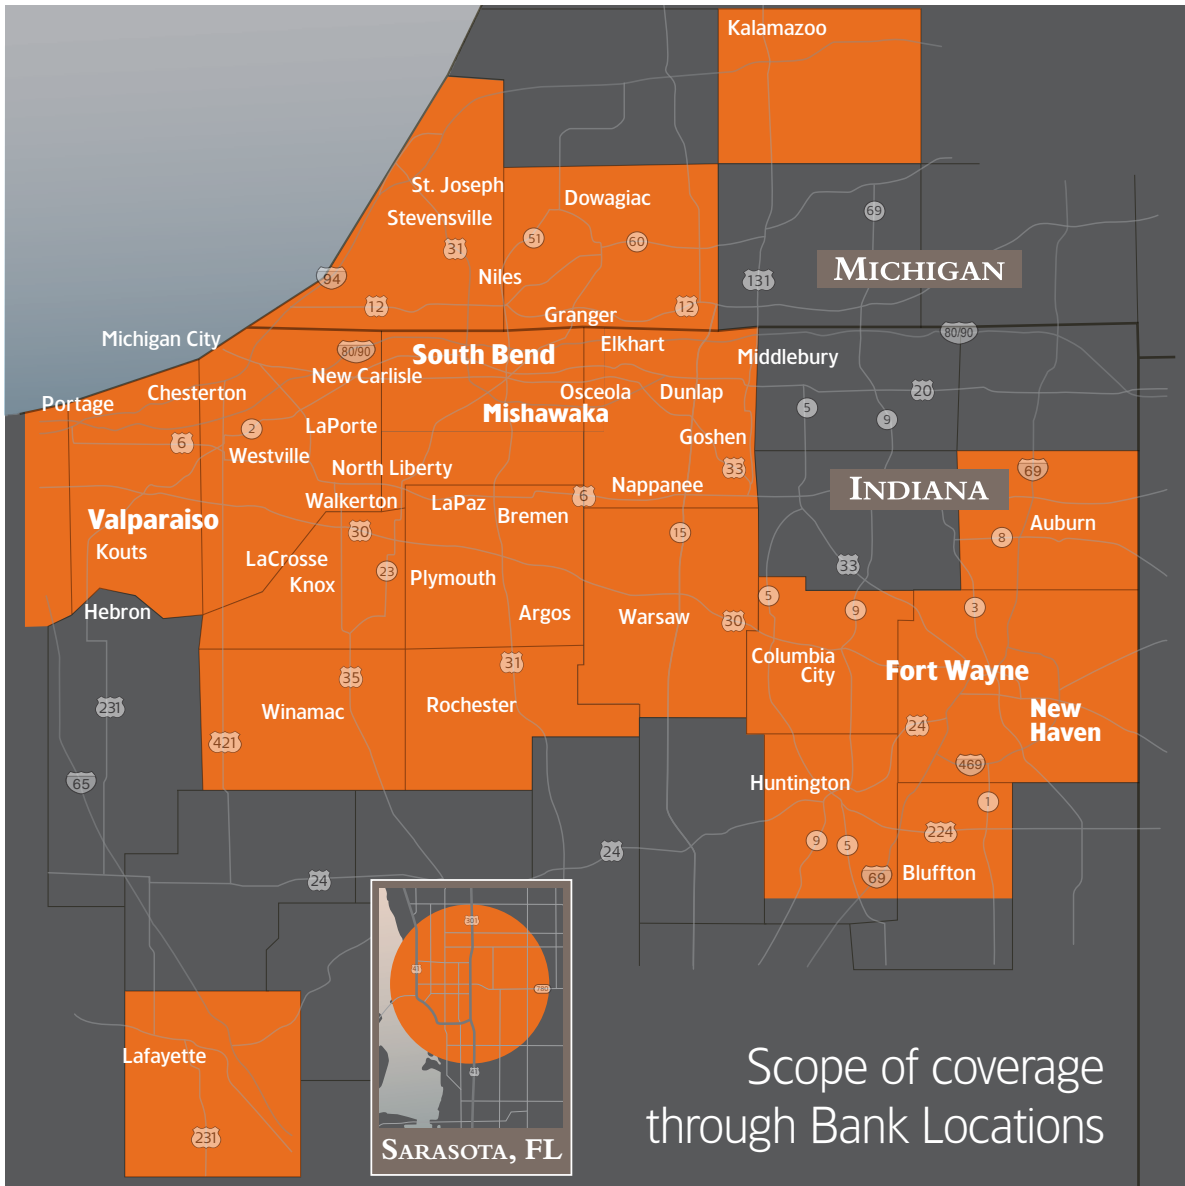 Kalamazoo
St. Joseph
Dowagiac
Stevensville
69
51
60
31
MICHIGAN
94
Niles
131
12
12
Granger
Michigan City
80/90
Elkhart
80/90
South Bend
Middlebury
New Carlisle
Chesterton
Osceola
Dunlap
20
Portage
Mishawaka
5
9
2
LaPorte
6
Goshen
Westville
North Liberty
33
69
Nappanee
INDIANA
Walkerton
LaPaz
6
Valparaiso
Bremen
Auburn
30
15
8
Kouts
LaCrosse
33
23
Plymouth
Knox
5
Hebron
Argos
Warsaw
30
9
3
Columbia
City
31
Fort Wayne
35
231
Winamac
Rochester
New
Haven
24
421
469
65
Huntington
1
224
9
5
24
69
Bluffton
24
301
41
780
Lafayette
41
231
SARASOTA, FL
Scope of coverage
through Bank Locations